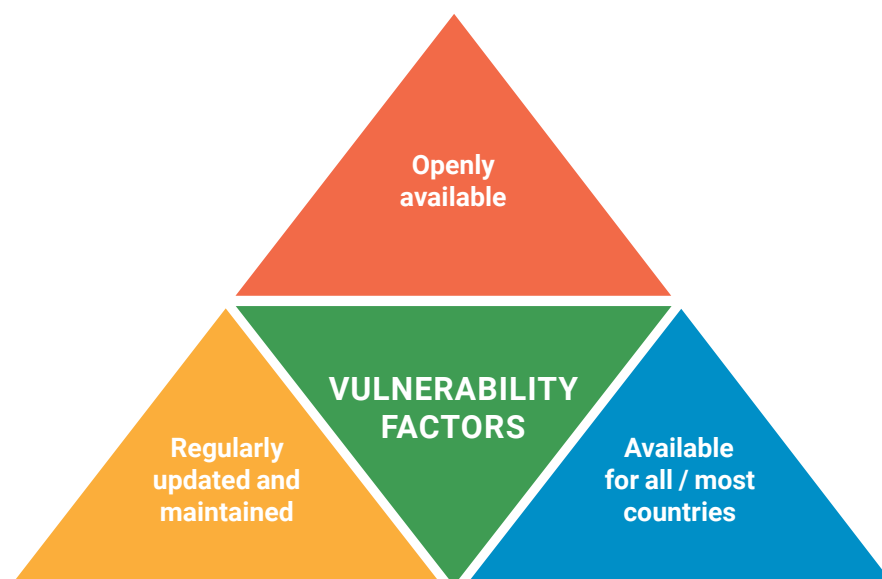 Openly
available
VULNERABILITY
FACTORS
Regularly
updated and
maintained
Available
for all / most
countries